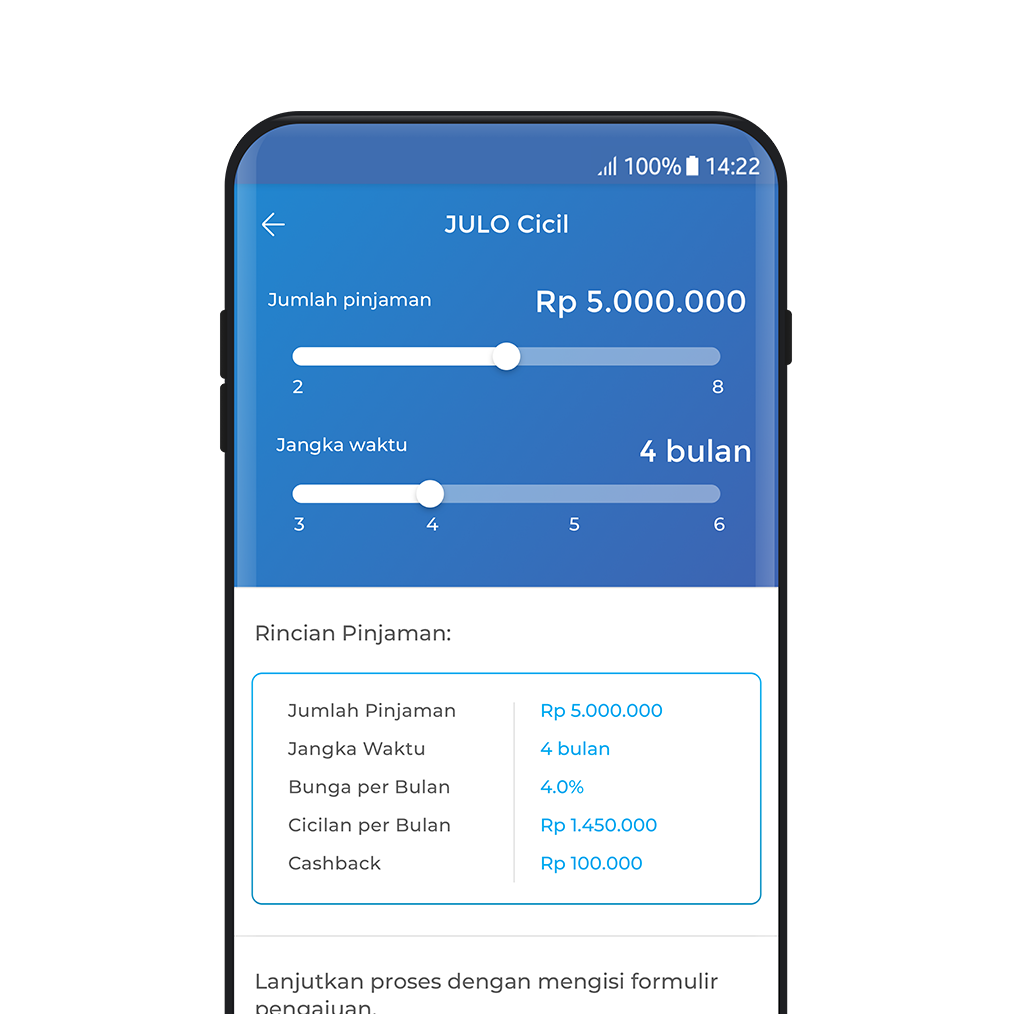 100% 14:22
JULO Cicil
Jumlah pinjaman Rp 5.000.000
2 8
Jangka waktu 4 bulan
3 4 5 6
Rincian Pinjaman:
Jumlah Pinjaman Rp 5.000.000
Jangka Waktu 4 bulan
Bunga per Bulan 4.0%
Cicilan per Bulan Rp 1.450.000
Cashback Rp 100.000
Lanjutkan proses dengan mengisi formulir
pengajuan.